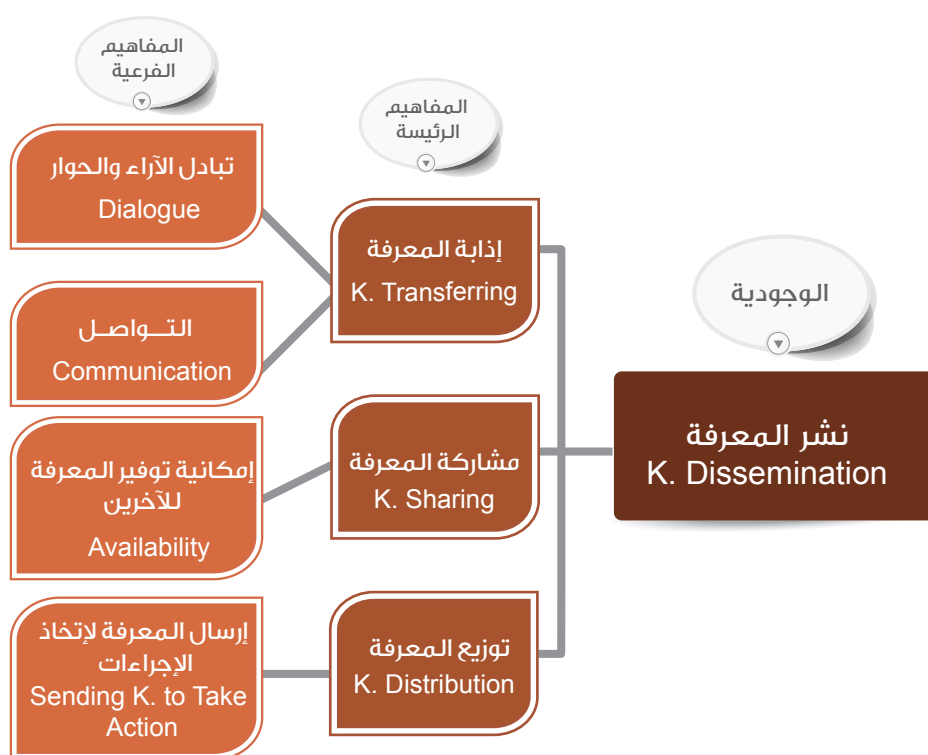 الوجودية
نشر المعرفة
K. Dissemination
المفاهيم
الرئيسة
إذابة المعرفة
K. Transferring
مشاركة المعرفة
K. Sharing
توزيع المعرفة
K. Distribution
المفاهيم
الفرعية
تبادل الآراء والحوار
Dialogue
التـــواصــل
Communication
إمكانية توفير المعرفة
للآخرين
Availability
إرسال المعرفة لإتخاذ
الإجراءات
Sending K. to Take
Action